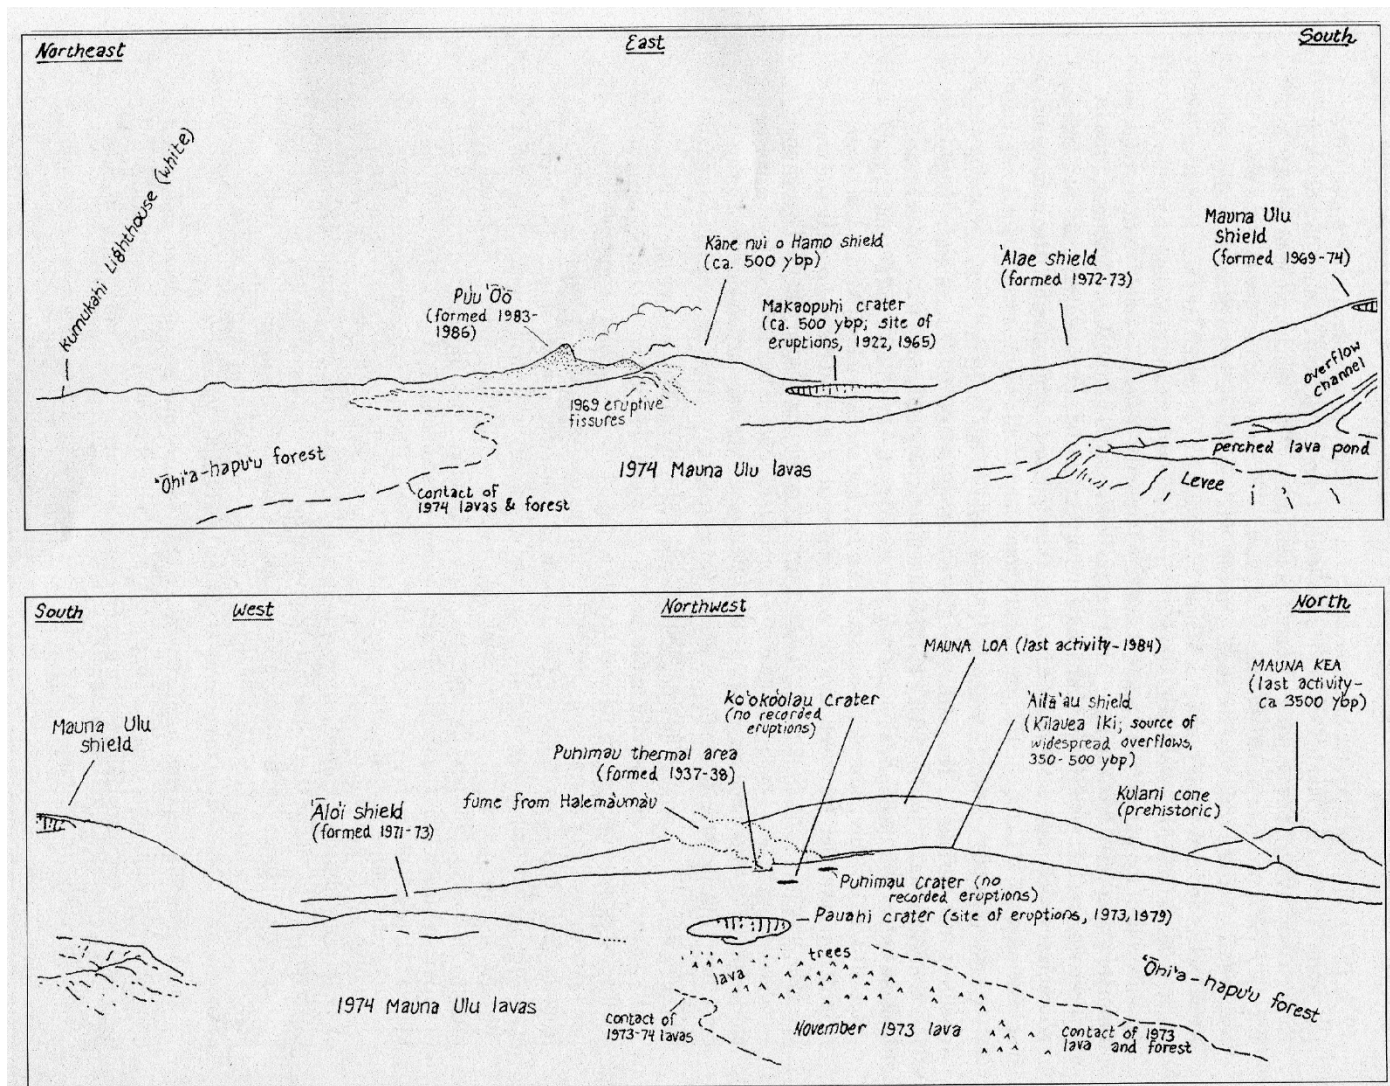 Northeast
East
South
Kumukahi Lighthouse (white)
Pu'u 'Ō'ō
(formed 1983-
1986)
Kāne nui o Hamo shield
(ca. 500 ybp)
Makaopuhi crater
(ca. 500 ybp; site of
eruptions, 1922, 1965)
'Alae shield
(formed 1972-73)
Mauna Ulu
Shield
(formed 1969-74)
1969 eruptive
fissures
overflow
channel
perched lava pond
Levee
'Ōhi'a-hapu'u forest
1974 Mauna Ulu lavas
contact of
1974 lavas & forest
South
West
Northwest
North
MAUNA LOA (last activity-1984)
MAUNA KEA
(last activity-
ca 3500 ybp)
Ko'oko'olau crater
(no recorded
eruptions)
'Ailā'au shield
(Kīlauea Iki; source of
widespread overflows,
350-500 ybp)
Mauna Ulu
shield
Puhimau thermal area
(formed 1937-38)
fume from Halema'uma'u
Kulani cone
(prehistoric)
'Ālo'i shield
(formed 1971-73)
Puhimau crater (no
recorded eruptions)
Pauahi crater (site of eruptions, 1973, 1979)
trees
lava
'Ōhi'a-hapu'u forest
1974 Mauna Ulu lavas
contact of
1973-74 lavas
November 1973 lava
contact of 1973
lava and forest